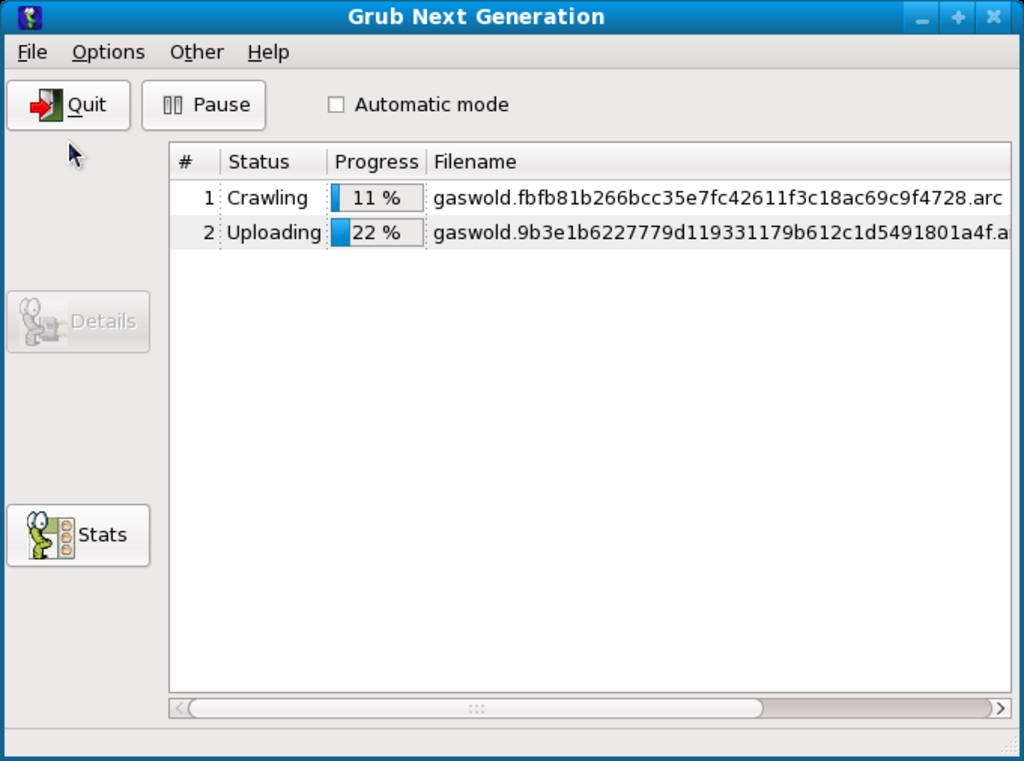 Grub Next Generation
File Options Other Help
Quit Pause Automatic mode
# Status Progress Filename
1 Crawling 11 % gaswold.fbfb81b266bcc35e7fc42611f3c18ac69c9f4728.arc
2 Uploading 22 % gaswold.9b3e1b6227779d119331179b612c1d5491801a4f.a
Details
Stats